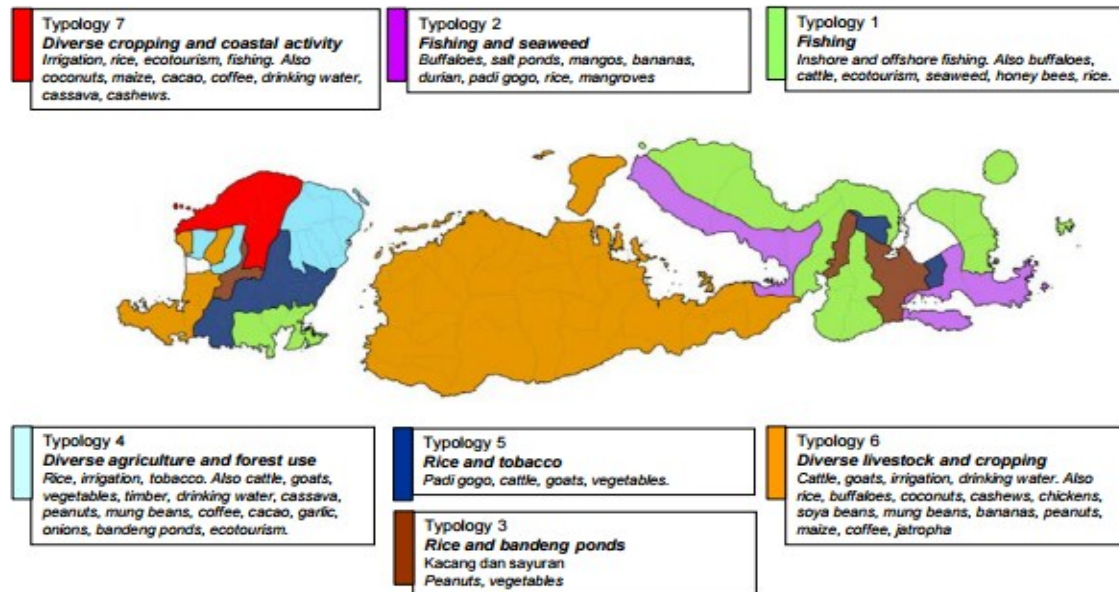 Typology 7
Diverse cropping and coastal activity
Irrigation, rice, ecotourism, fishing. Also
coconuts, maize, cacao, coffee, drinking water,
cassava, cashews.
Typology 2
Fishing and seaweed
Buffaloes, salt ponds, mangos, bananas,
durian, padi gogo, rice, mangroves
Typology 1
Fishing
Inshore and offshore fishing. Also buffaloes,
cattle, ecotourism, seaweed, honey bees, rice.
Typology 4
Diverse agriculture and forest use
Rice, irrigation, tobacco. Also cattle, goats,
vegetables, timber, drinking water, cassava,
peanuts, mung beans, coffee, cacao, garlic,
onions, bandeng ponds, ecotourism.
Typology 5
Rice and tobacco
Padi gogo, cattle, goats, vegetables.
Typology 3
Rice and bandeng ponds
Kacang dan sayuran
Peanuts, vegetables
Typology 6
Diverse livestock and cropping
Cattle, goats, irrigation, drinking water. Also
rice, buffaloes, coconuts, cashews, chickens,
soya beans, mung beans, bananas, peanuts,
maize, coffee, jatropha